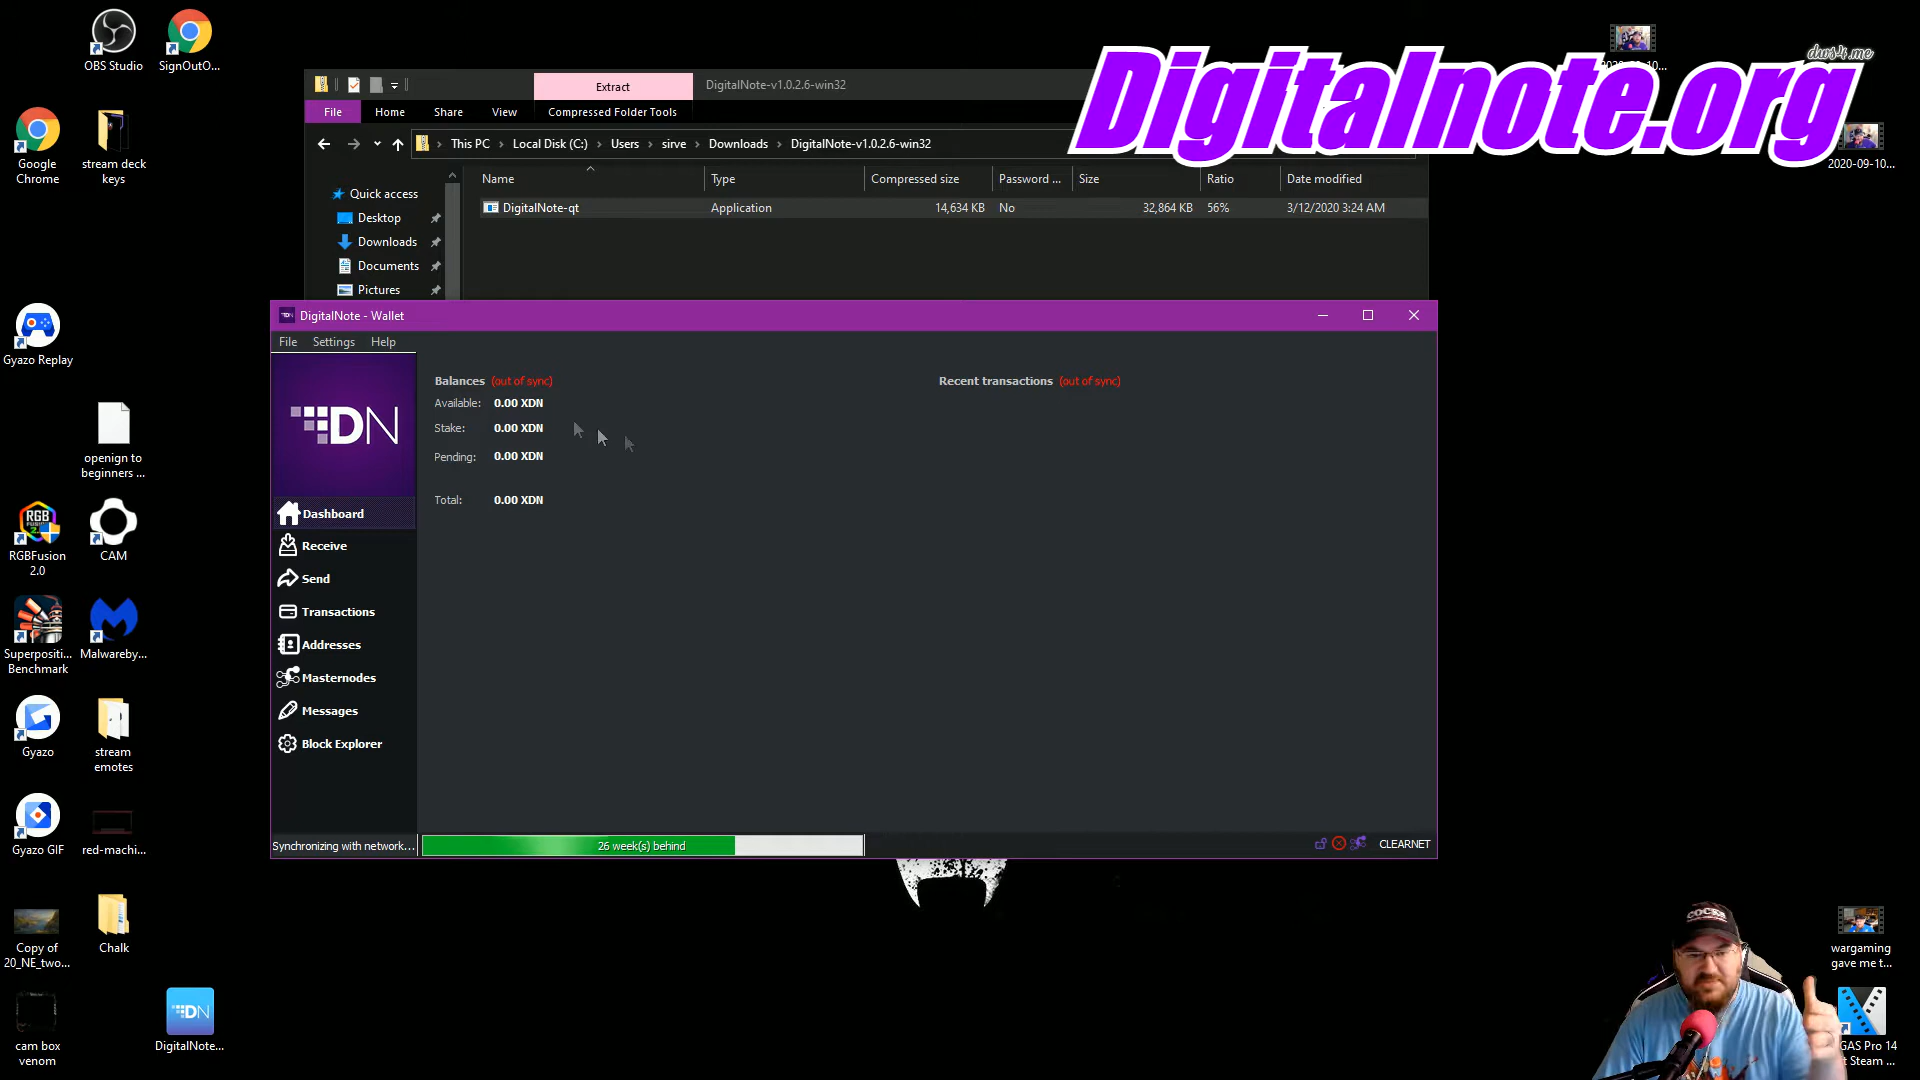 OBS Studio
SignOutO...
Google
Chrome
stream deck
keys
Gyazo Replay
openign to
beginners ...
RGBFusion
2.0
CAM
Superpositi...
Benchmark
Malwareby...
Gyazo
stream
emotes
Gyazo GIF
red-machi...
Copy of
20_NE_two...
Chalk
cam box
venom
DigitalNote...
Extract
DigitalNote-v1.0.2.6-win32
File
Home
Share
View
Compressed Folder Tools
This PC > Local Disk (C:) > Users > sirve > Downloads > DigitalNote-v1.0.2.6-win32
Name
Type
Compressed size
Password ...
Size
Ratio
Date modified
DigitalNote-qt
Application
14,634 KB
No
32,864 KB
56%
3/12/2020 3:24 AM
Quick access
Desktop
Downloads
Documents
Pictures
Digitalnote.org
dws4.me
2020-09-10...
DigitalNote - Wallet
File
Settings
Help
DN
Dashboard
Receive
Send
Transactions
Addresses
Masternodes
Messages
Block Explorer
Balances (out of sync)
Available: 0.00 XDN
Stake: 0.00 XDN
Pending: 0.00 XDN
Total: 0.00 XDN
Recent transactions (out of sync)
Synchronizing with network...
26 week(s) behind
CLEARNET
wargaming
gave me t...
GAS Pro 14
t Steam ...